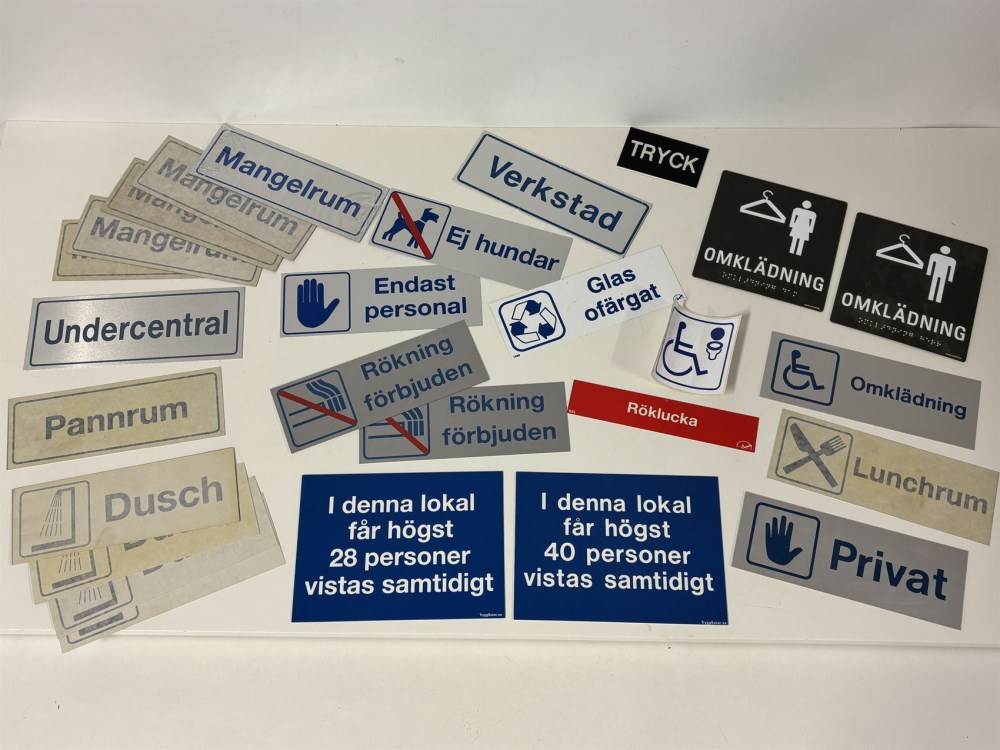 Mangelrum
Mangelrum
Mangelrum
Mangelrum
Verkstad
TRYCK
Ej hundar
OMKLÄDNING
OMKLÄDNING
Endast
personal
Glas
ofärgat
Undercentral
Rökning
förbjuden
Rökning
förbjuden
Röklucka
Omklädning
Pannrum
Lunchrum
Dusch
I denna lokal
får högst
28 personer
vistas samtidigt
I denna lokal
får högst
40 personer
vistas samtidigt
Privat